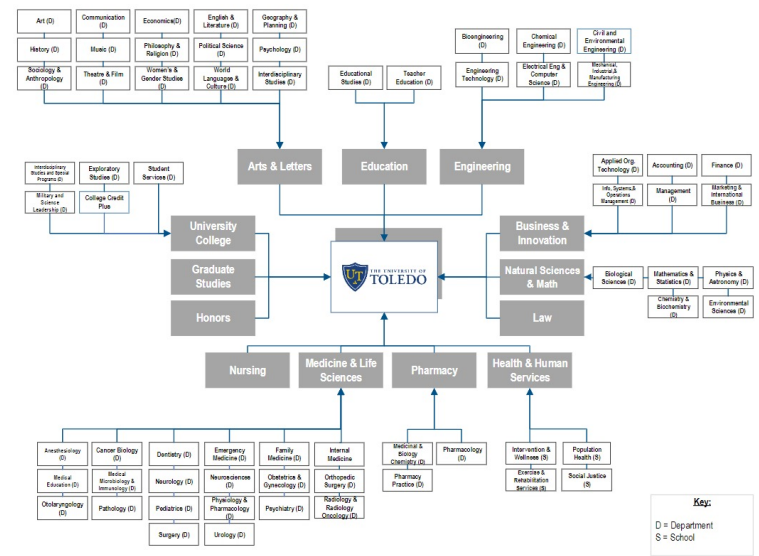 Art (D)
Communication
(D)
Economics(D)
English &
Literature (D)
Geography &
Planning (D)
History (D)
Music (D)
Philosophy &
Religion (D)
Political Science
(D)
Psychology (D)
Sociology &
Anthropology
(D)
Theatre & Film
(D)
Women's &
Gender Studies
(D)
World
Languages &
Culture (D)
Interdisciplinary
Studies (D)
Educational
Studies (D)
Teacher
Education (D)
Bioengineering
(D)
Chemical
Engineering (D)
Civil and
Environmental
Engineering (D)
Engineering
Technology (D)
Electrical Eng &
Computer
Science (D)
Mechanical,
Industrial,&
Manufacturing
Engineering (D)
Arts & Letters
Education
Engineering
Interdisciplinary
Studies and Special
Programs (D)
Exploratory
Studies (D)
Student
Services (D)
Military and
Science
Leadership (D)
College Credit
Plus
Applied Org.
Technology (D)
Accounting (D)
Finance (D)
Info, Systems,&
Operations
Management (D)
Management
(D)
Marketing &
International
Business (D)
University
College
Graduate
Studies
Honors
THE UNIVERSITY OF
TOLEDO
UT
Business &
Innovation
Natural Sciences
& Math
Law
Biological
Sciences (D)
Mathematics &
Statistics (D)
Physics &
Astronomy (D)
Chemistry &
Biochemistry
(D)
Environmental
Sciences (D)
Nursing
Medicine & Life
Sciences
Pharmacy
Health & Human
Services
Anesthesiology
(D)
Cancer Biology
(D)
Dentistry (D)
Emergency
Medicine (D)
Family
Medicine (D)
Internal
Medicine
Medical
Education (D)
Medical
Microbiology &
Immunology (D)
Neurology (D)
Neurosciences
(D)
Obstetrics &
Gynecology (D)
Orthopedic
Surgery (D)
Otolaryngology
(D)
Pathology (D)
Pediatrics (D)
Physiology &
Pharmacology
(D)
Psychiatry (D)
Radiology &
Radiology
Oncology (D)
Surgery (D)
Urology (D)
Medicinal &
Biology
Chemistry (D)
Pharmacology
(D)
Pharmacy
Practice (D)
Intervention &
Wellness (S)
Population
Health (S)
Exercise &
Rehabilitation
Services (S)
Social Justice
(S)
Key:
D = Department
S = School